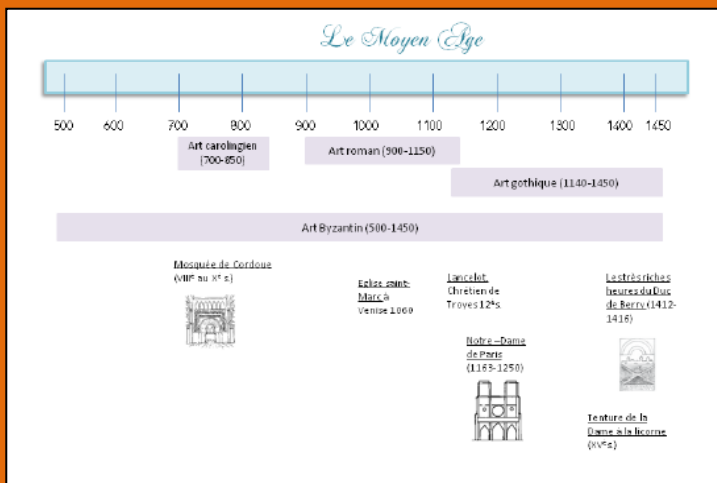 Le Moyen Âge
500 600 700 800 900 1000 1100 1200 1300 1400 1450
Art carolingien
(700-850)
Art roman (900-1150)
Art gothique (1140-1450)
Art Byzantin (500-1450)
Mosquée de Cordoue
(VIIIᵉ au Xᵉ s.)
Eglise saint-
Marc à
Venise 1060
Lancelot,
Chrétien de
Troyes 12ᵉs.
Notre –Dame
de Paris
(1163-1250)
Les très riches
heures du Duc
de Berry (1412-
1416)
Tenture de la
Dame à la licorne
(XVᵉs.)